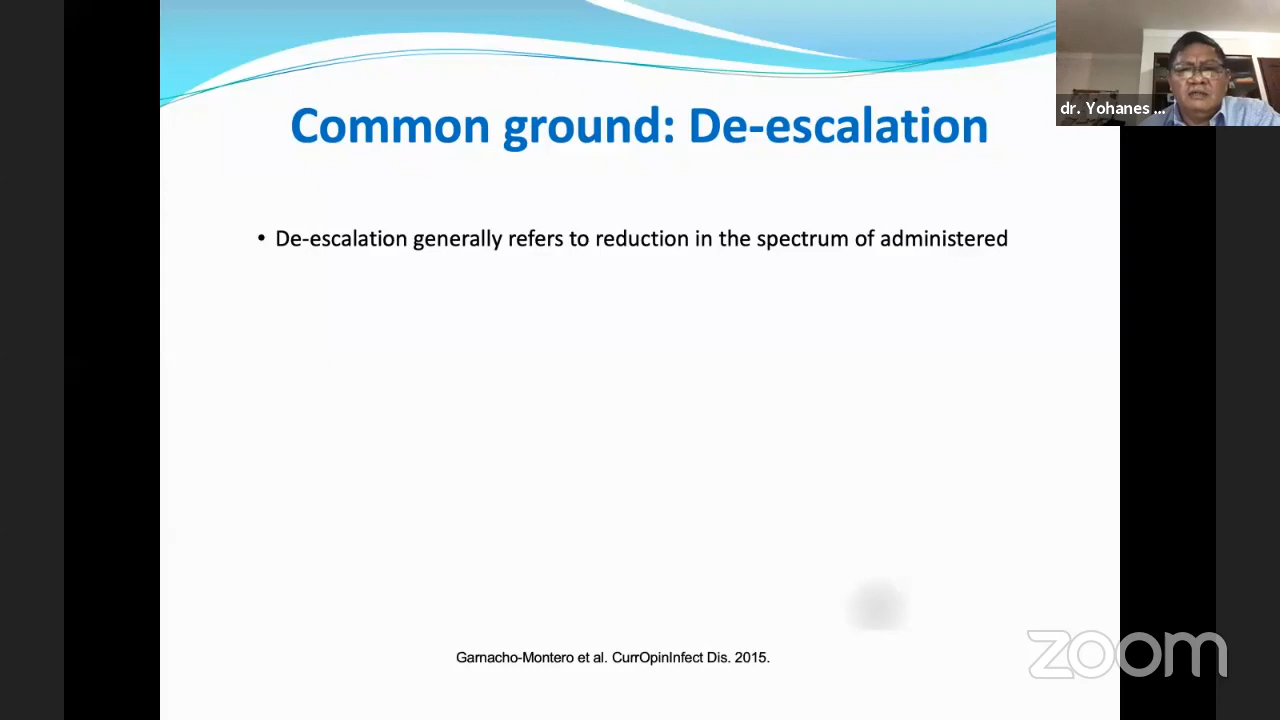 Common ground: De-escalation
dr. Yohanes ...
• De-escalation generally refers to reduction in the spectrum of administered
Garnacho-Montero et al. CurrOpinInfect Dis. 2015.
zoom